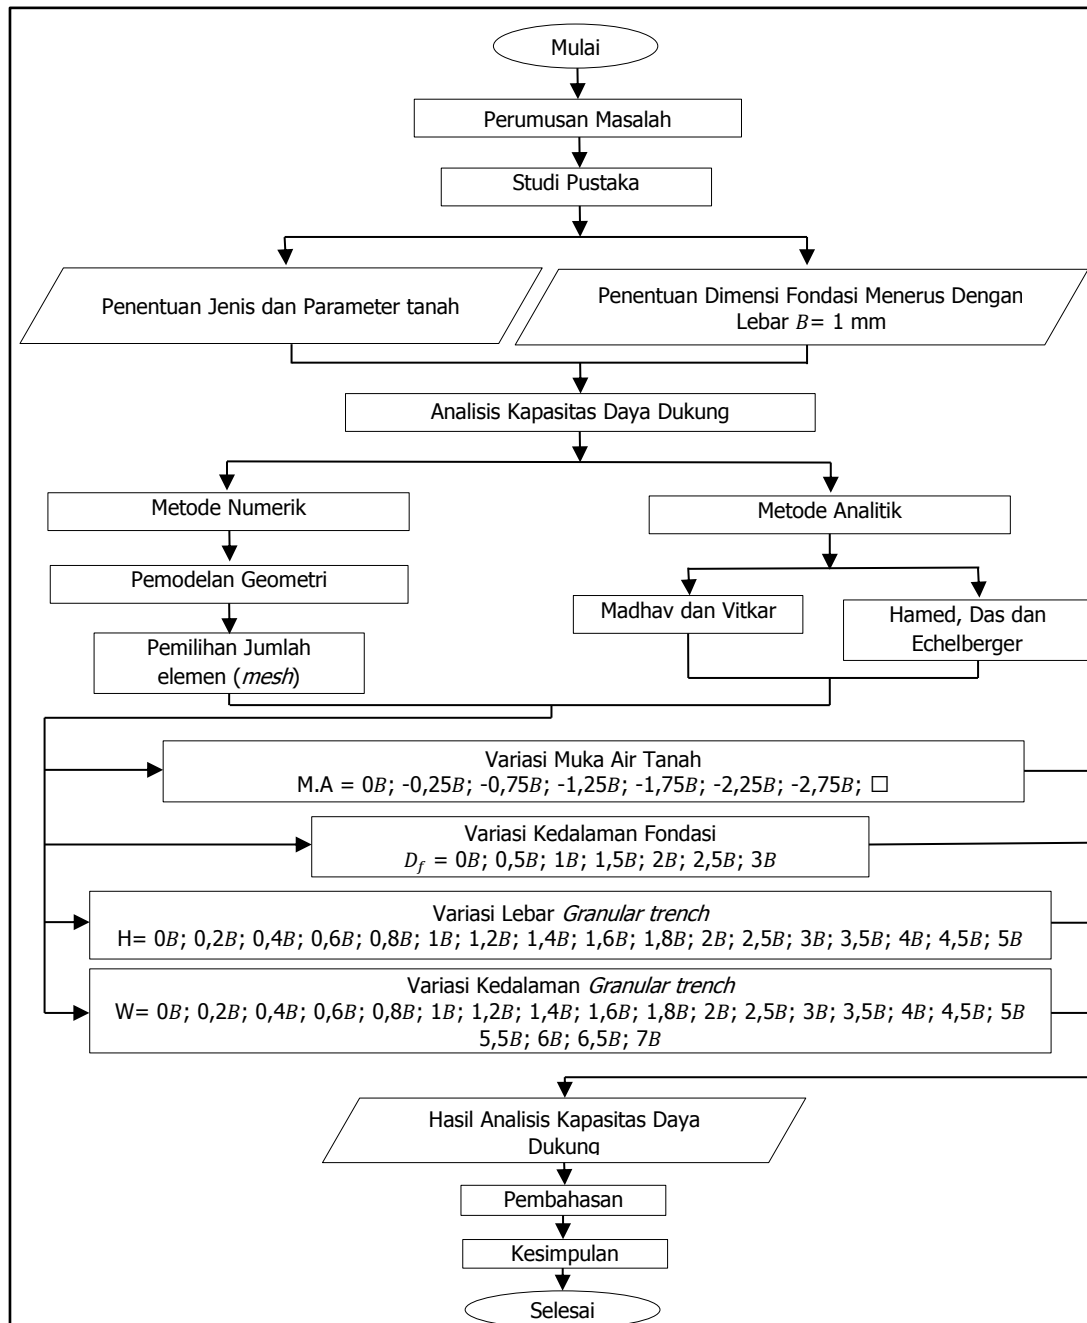 Mulai
Perumusan Masalah
Studi Pustaka
Penentuan Jenis dan Parameter tanah
Penentuan Dimensi Fondasi Menerus Dengan
Lebar B= 1 mm
Analisis Kapasitas Daya Dukung
Metode Numerik
Metode Analitik
Pemodelan Geometri
Madhav dan Vitkar
Hamed, Das dan
Echelberger
Pemilihan Jumlah
elemen (mesh)
Variasi Muka Air Tanah
M.A = 0B; -0,25B; -0,75B; -1,25B; -1,75B; -2,25B; -2,75B; □
Variasi Kedalaman Fondasi
D_f = 0B; 0,5B; 1B; 1,5B; 2B; 2,5B; 3B
Variasi Lebar Granular trench
H= 0B; 0,2B; 0,4B; 0,6B; 0,8B; 1B; 1,2B; 1,4B; 1,6B; 1,8B; 2B; 2,5B; 3B; 3,5B; 4B; 4,5B; 5B
Variasi Kedalaman Granular trench
W= 0B; 0,2B; 0,4B; 0,6B; 0,8B; 1B; 1,2B; 1,4B; 1,6B; 1,8B; 2B; 2,5B; 3B; 3,5B; 4B; 4,5B; 5B
5,5B; 6B; 6,5B; 7B
Hasil Analisis Kapasitas Daya
Dukung
Pembahasan
Kesimpulan
Selesai